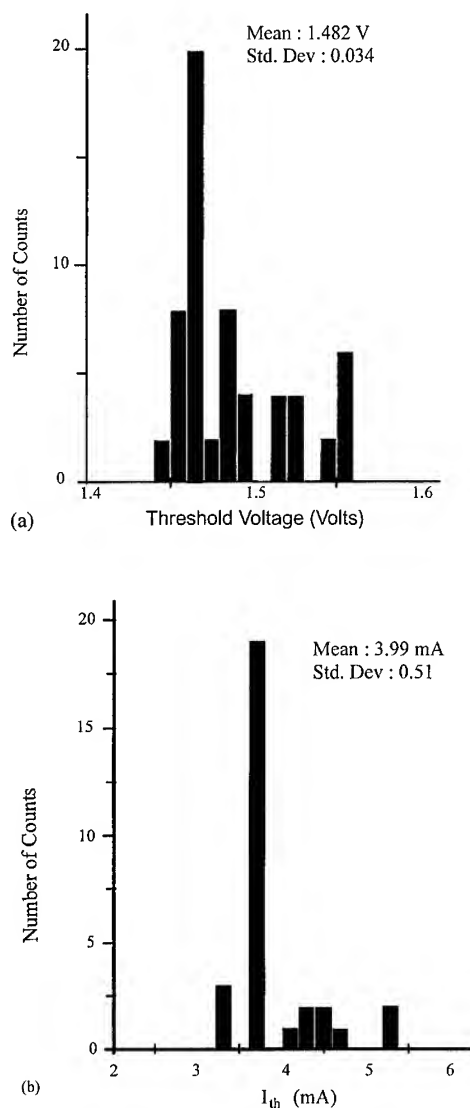 Mean : 1.482 V
Std. Dev : 0.034
20
10
0
Number of Counts
1.4 1.5 1.6
(a) Threshold Voltage (Volts)
Mean : 3.99 mA
Std. Dev : 0.51
20
15
10
5
0
Number of Counts
2 3 4 5 6
(b) I_th (mA)